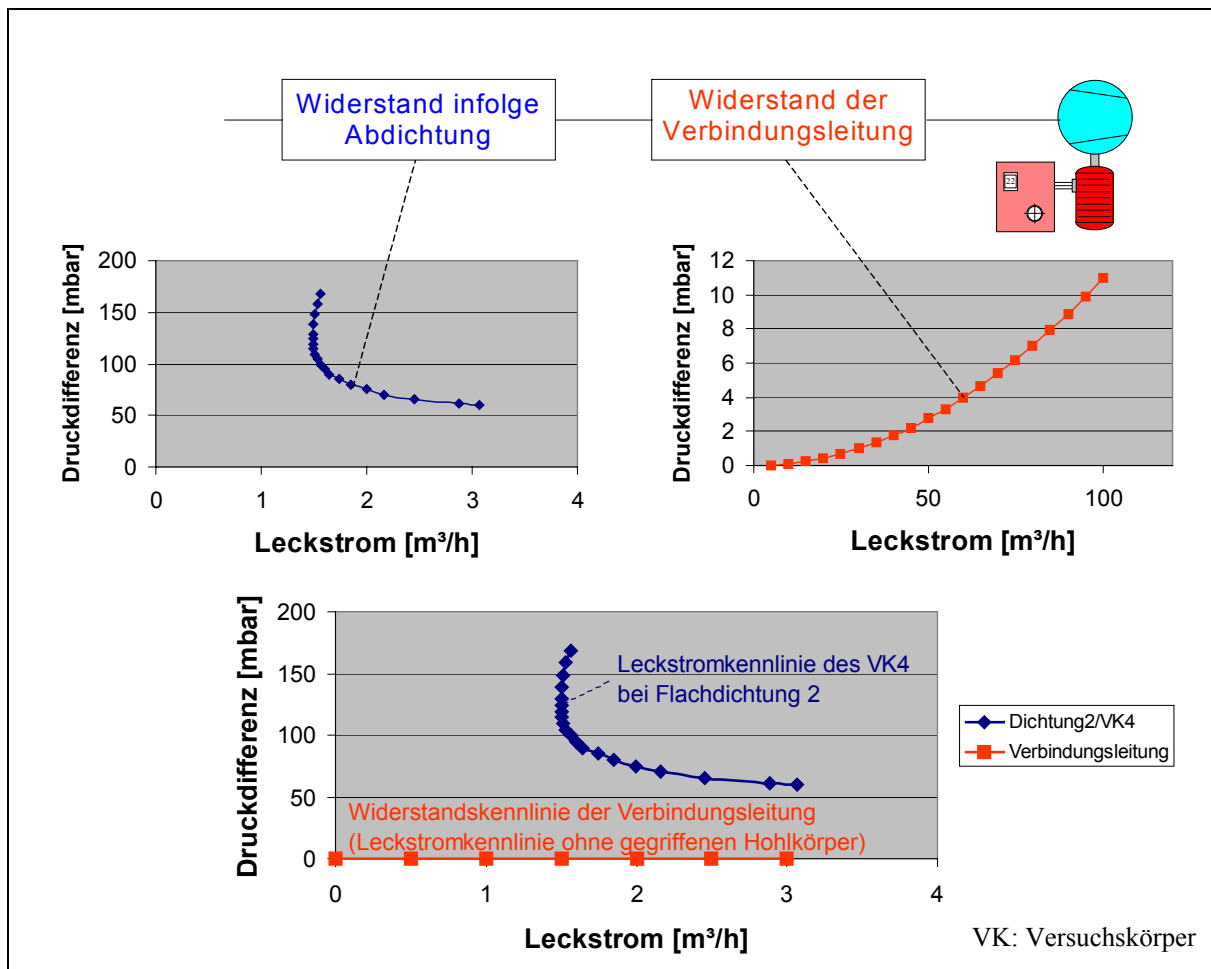 Widerstand infolge
Abdichtung
Widerstand der
Verbindungsleitung
22
Druckdifferenz [mbar]
200
150
100
50
0
0 1 2 3 4
Leckstrom [m³/h]
Druckdifferenz [mbar]
12
10
8
6
4
2
0
0 50 100
Leckstrom [m³/h]
Druckdifferenz [mbar]
200
150
100
50
0
Leckstromkennlinie des VK4
bei Flachdichtung 2
Widerstandskennlinie der Verbindungsleitung
(Leckstromkennlinie ohne gegriffenen Hohlkörper)
0 1 2 3 4
Leckstrom [m³/h]
Dichtung2/VK4
Verbindungsleitung
VK: Versuchskörper